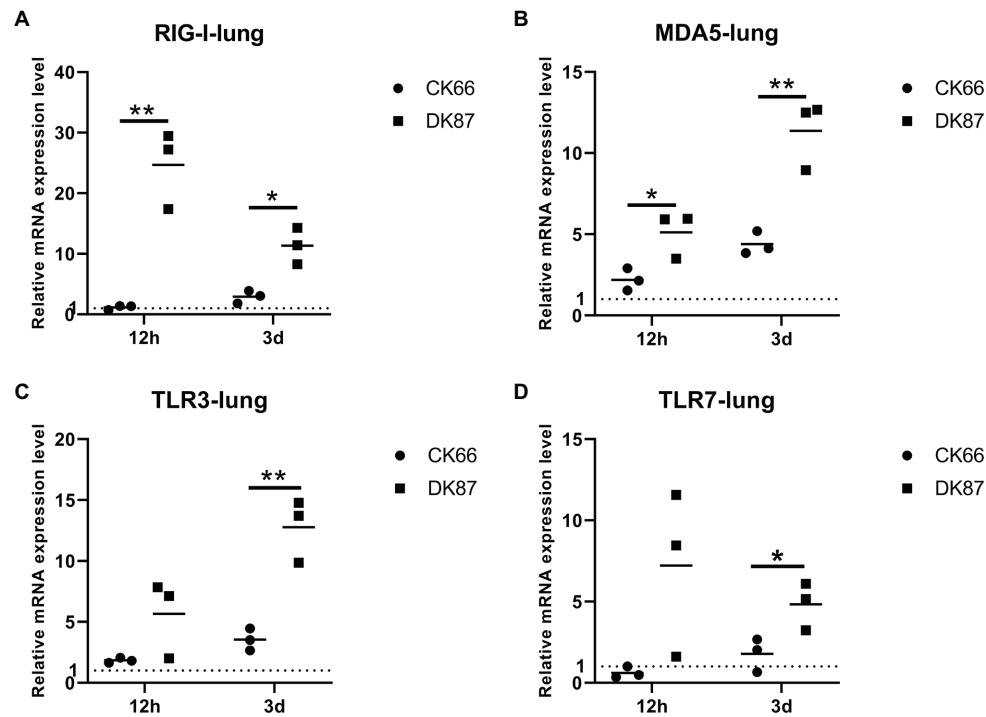 A
RIG-I-lung
Relative mRNA expression level
40
30
20
10
1
0
**
*
12h
3d
CK66
DK87
B
MDA5-lung
Relative mRNA expression level
15
10
5
1
0
*
**
12h
3d
CK66
DK87
C
TLR3-lung
Relative mRNA expression level
20
15
10
5
1
0
**
12h
3d
CK66
DK87
D
TLR7-lung
Relative mRNA expression level
15
10
5
1
0
*
12h
3d
CK66
DK87